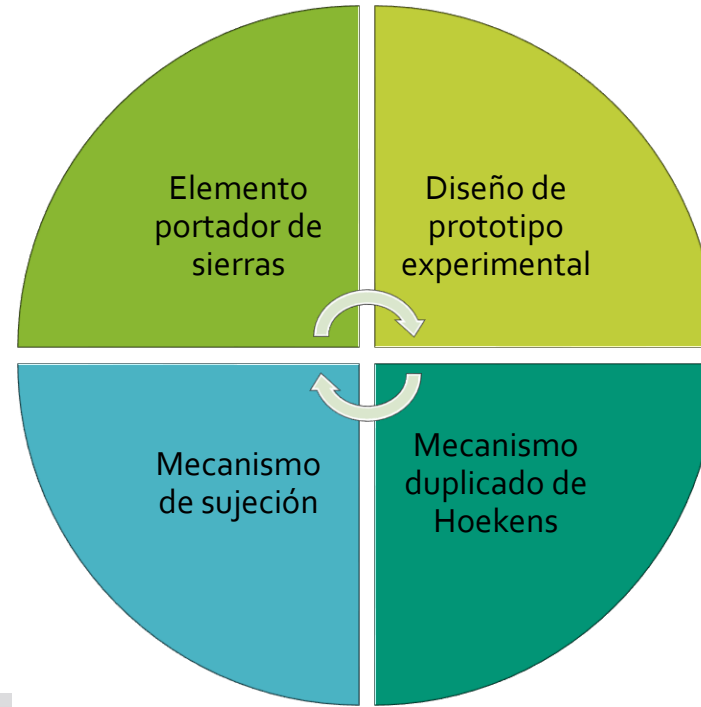 Elemento
portador de
sierras
Diseño de
prototipo
experimental
Mecanismo
de sujeción
Mecanismo
duplicado de
Hoekens